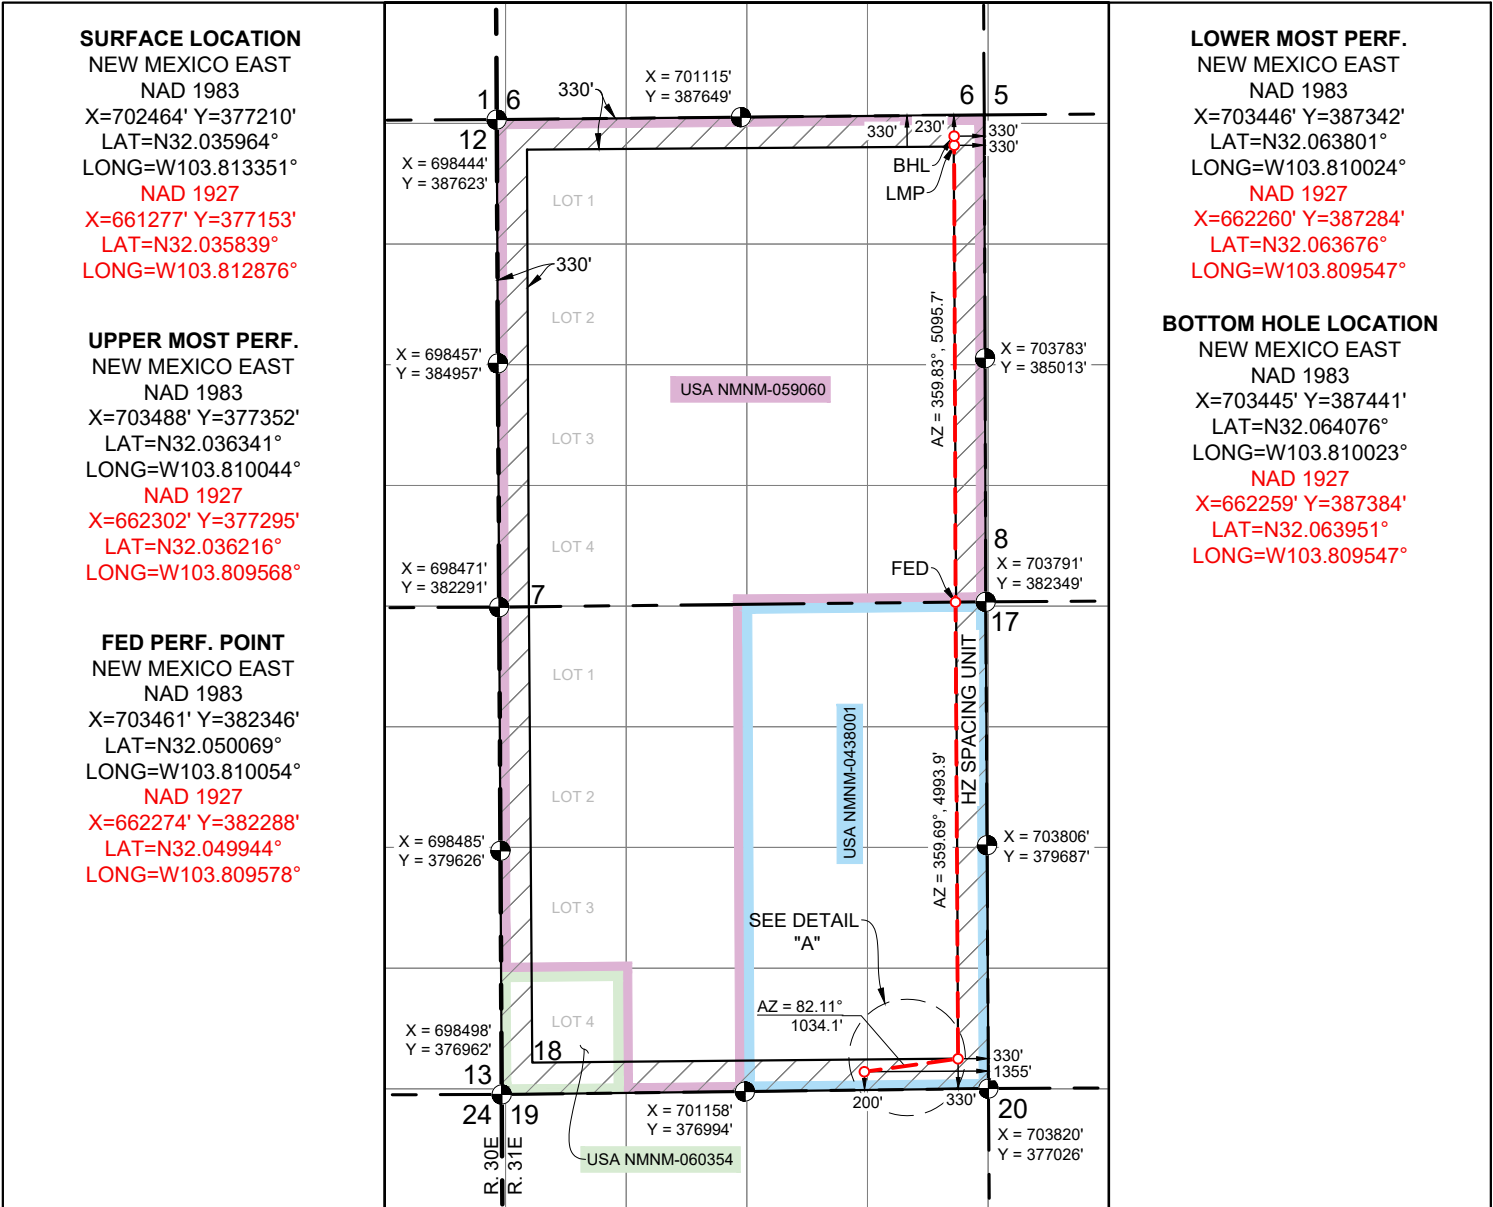 SURFACE LOCATION
NEW MEXICO EAST
NAD 1983
X=702464' Y=377210'
LAT=N32.035964°
LONG=W103.813351°
NAD 1927
X=661277' Y=377153'
LAT=N32.035839°
LONG=W103.812876°
UPPER MOST PERF.
NEW MEXICO EAST
NAD 1983
X=703488' Y=377352'
LAT=N32.036341°
LONG=W103.810044°
NAD 1927
X=662302' Y=377295'
LAT=N32.036216°
LONG=W103.809568°
FED PERF. POINT
NEW MEXICO EAST
NAD 1983
X=703461' Y=382346'
LAT=N32.050069°
LONG=W103.810054°
NAD 1927
X=662274' Y=382288'
LAT=N32.049944°
LONG=W103.809578°
1 6
12
330'
X = 701115'
Y = 387649'
6 5
330' 230'
330'
330'
BHL
LMP
X = 698444'
Y = 387623'
LOT 1
330'
LOT 2
X = 698457'
Y = 384957'
USA NMNM-059060
AZ = 359.83°, 5095.7'
X = 703783'
Y = 385013'
LOT 3
LOT 4
8
X = 698471'
Y = 382291'
FED
X = 703791'
Y = 382349'
7
17
LOT 1
HZ SPACING UNIT
USA NMNM-0438001
AZ = 359.69°, 4993.9'
LOT 2
X = 698485'
Y = 379626'
X = 703806'
Y = 379687'
LOT 3
SEE DETAIL
"A"
AZ = 82.11°
1034.1'
LOT 4
X = 698498'
Y = 376962'
18
330'
1355'
13
24 19
200'
330'
20
X = 701158'
Y = 376994'
X = 703820'
Y = 377026'
R. 30E
R. 31E
USA NMNM-060354
LOWER MOST PERF.
NEW MEXICO EAST
NAD 1983
X=703446' Y=387342'
LAT=N32.063801°
LONG=W103.810024°
NAD 1927
X=662260' Y=387284'
LAT=N32.063676°
LONG=W103.809547°
BOTTOM HOLE LOCATION
NEW MEXICO EAST
NAD 1983
X=703445' Y=387441'
LAT=N32.064076°
LONG=W103.810023°
NAD 1927
X=662259' Y=387384'
LAT=N32.063951°
LONG=W103.809547°